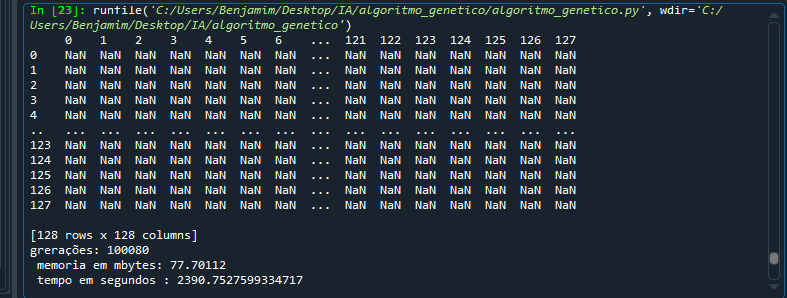 In [23]: runfile('C:/Users/Benjamim/Desktop/IA/algoritmo_genetico/algoritmo_genetico.py', wdir='C:/
Users/Benjamim/Desktop/IA/algoritmo_genetico')
0 1 2 3 4 5 6 ... 121 122 123 124 125 126 127
0 NaN NaN NaN NaN NaN NaN NaN ... NaN NaN NaN NaN NaN NaN NaN
1 NaN NaN NaN NaN NaN NaN NaN ... NaN NaN NaN NaN NaN NaN NaN
2 NaN NaN NaN NaN NaN NaN NaN ... NaN NaN NaN NaN NaN NaN NaN
3 NaN NaN NaN NaN NaN NaN NaN ... NaN NaN NaN NaN NaN NaN NaN
4 NaN NaN NaN NaN NaN NaN NaN ... NaN NaN NaN NaN NaN NaN NaN
.. ... ... ... ... ... ... ... ... ... ... ... ... ... ... ...
123 NaN NaN NaN NaN NaN NaN NaN ... NaN NaN NaN NaN NaN NaN NaN
124 NaN NaN NaN NaN NaN NaN NaN ... NaN NaN NaN NaN NaN NaN NaN
125 NaN NaN NaN NaN NaN NaN NaN ... NaN NaN NaN NaN NaN NaN NaN
126 NaN NaN NaN NaN NaN NaN NaN ... NaN NaN NaN NaN NaN NaN NaN
127 NaN NaN NaN NaN NaN NaN NaN ... NaN NaN NaN NaN NaN NaN NaN
[128 rows x 128 columns]
grerações: 100080
memoria em mbytes: 77.70112
tempo em segundos : 2390.7527599334717